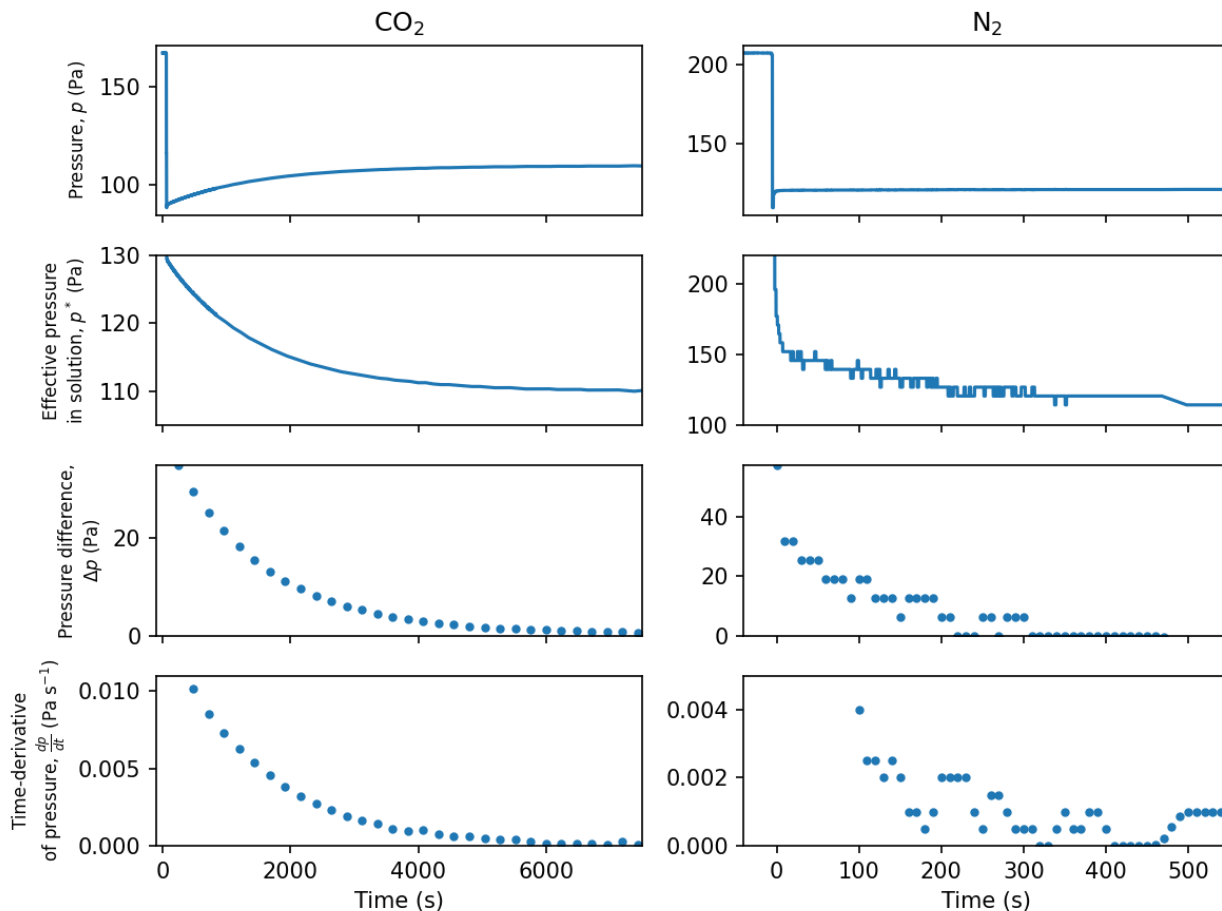 CO₂
N₂
Pressure, p (Pa)
150
100
200
150
Effective pressure
in solution, p* (Pa)
130
120
110
200
150
100
Pressure difference,
Δp (Pa)
20
0
40
20
0
Time-derivative
of pressure, dp/dt (Pa s⁻¹)
0.010
0.005
0.000
0.004
0.002
0.000
0 2000 4000 6000
0 100 200 300 400 500
Time (s)
Time (s)